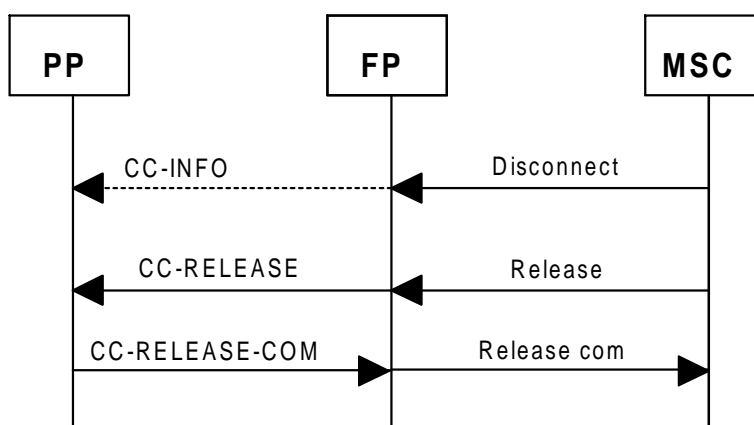 PP
FP
MSC
CC-INFO
Disconnect
CC-RELEASE
Release
CC-RELEASE-COM
Release com